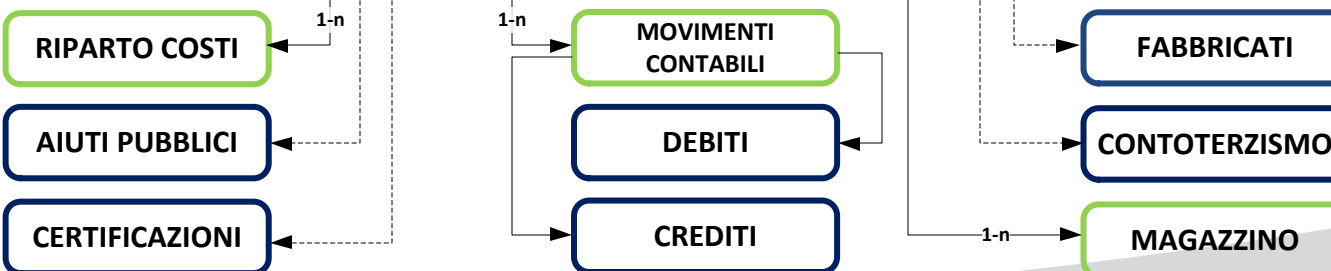 1-n
RIPARTO COSTI
AIUTI PUBBLICI
CERTIFICAZIONI
1-n
MOVIMENTI
CONTABILI
DEBITI
CREDITI
FABBRICATI
CONTOTERZISMO
1-n
MAGAZZINO